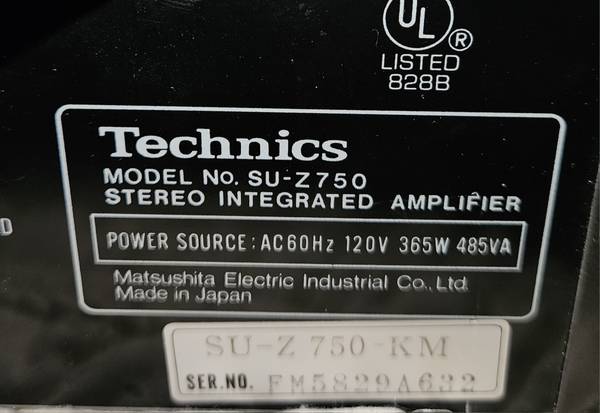 UL ®
LISTED
828B
Technics
MODEL No. SU-Z750
STEREO INTEGRATED AMPLIFIER
D
POWER SOURCE: AC60Hz 120V 365W 485VA
Matsushita Electric Industrial Co., Ltd.
Made in Japan
SU-Z 750-KM
SER.NO. FM5829A632